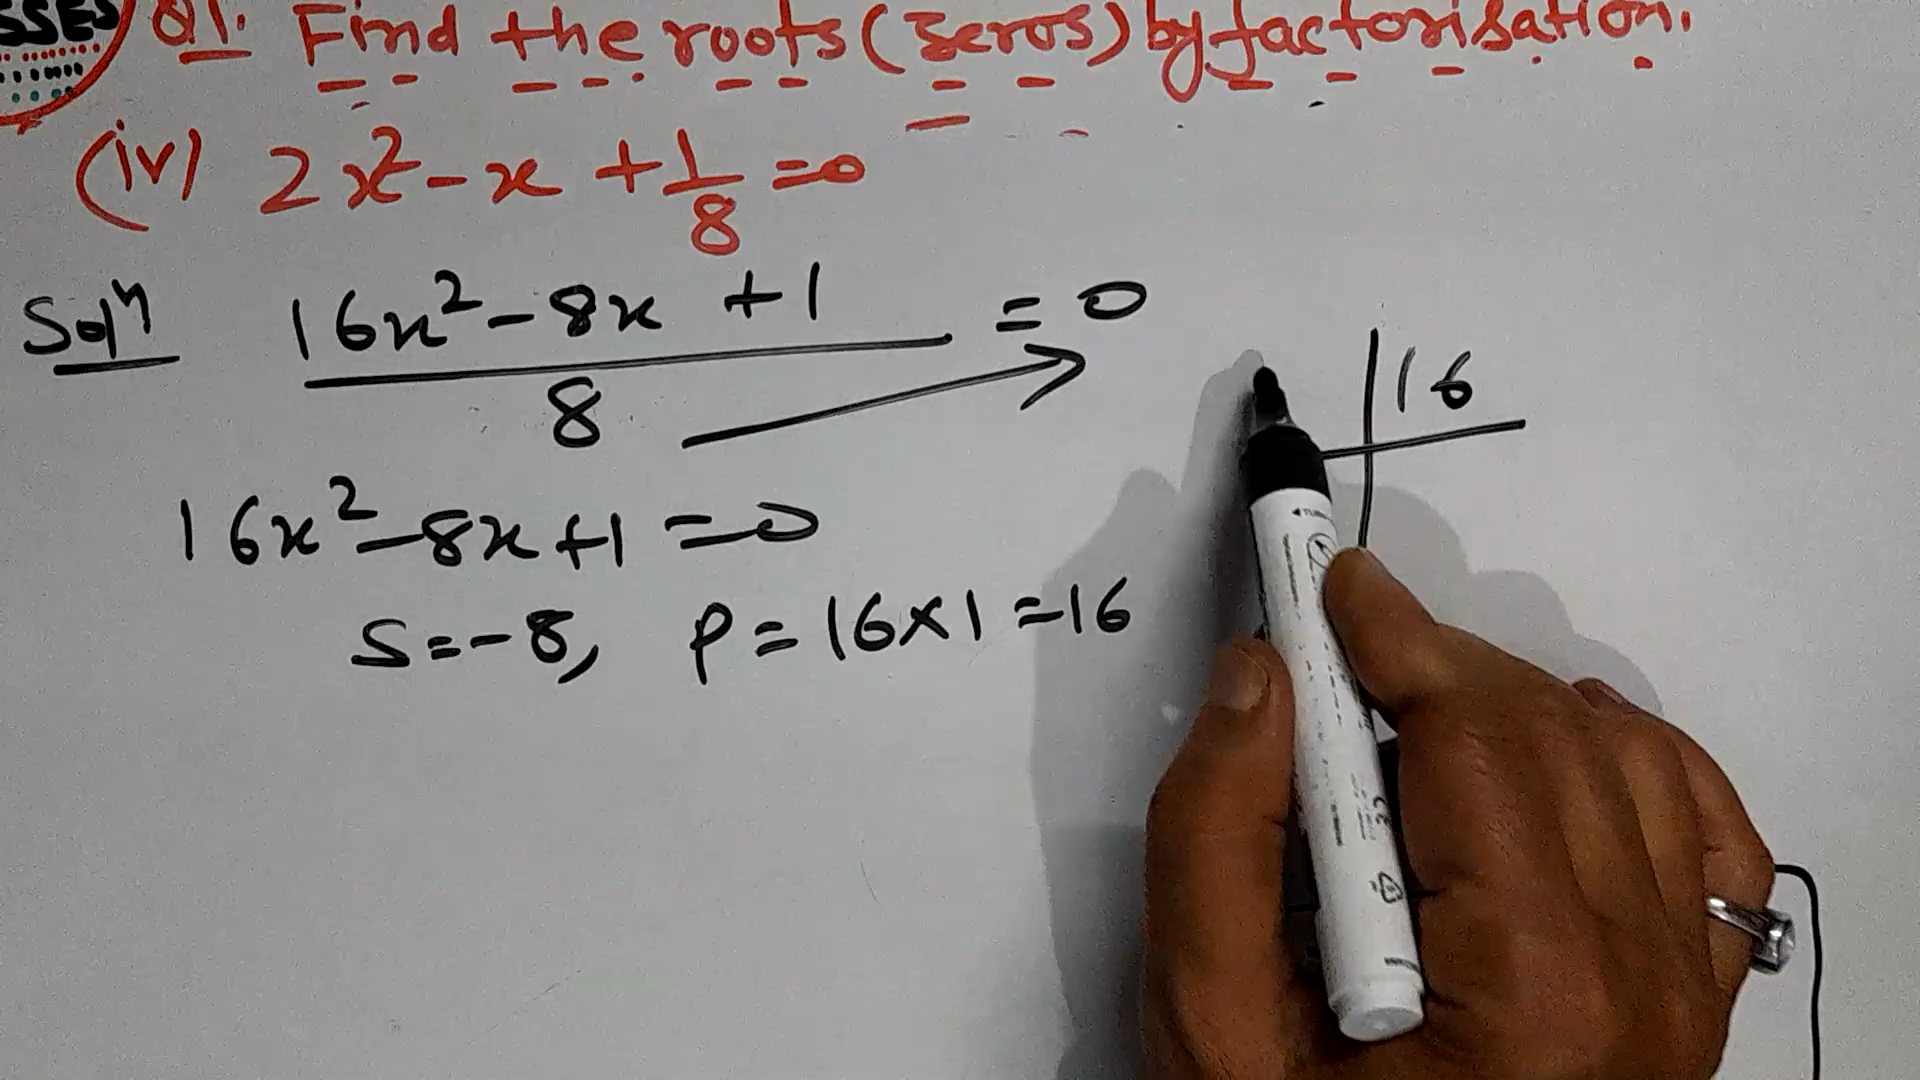 SSES
Q1. Find the roots (zeros) by factorisation.
(iv) 2x² - x + 1/8 = 0
Solⁿ 16x² - 8x + 1 / 8 = 0
16x² - 8x + 1 = 0
S = -8, P = 16 × 1 = 16
16